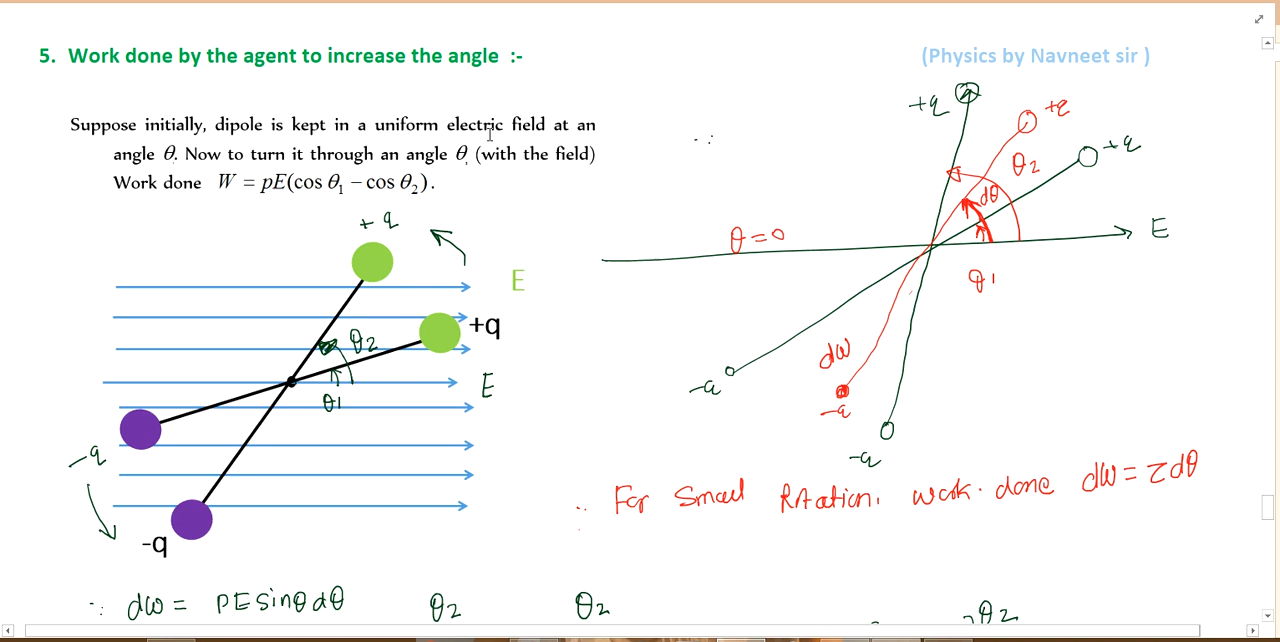 5. Work done by the agent to increase the angle :-
(Physics by Navneet sir )
Suppose initially, dipole is kept in a uniform electric field at an
angle θ. Now to turn it through an angle θ (with the field)
Work done W = pE(cos θ₁ − cos θ₂).
+q
E
+q
θ2
E
θ1
-q
-q
+q
+q
+q
θ2
dθ
E
θ=0
θ1
dw
-q
-q
-q
∴ For Small Rotation, work done dw = τdθ
∵ dw = PEsinθdθ
θ2
θ2
θ2